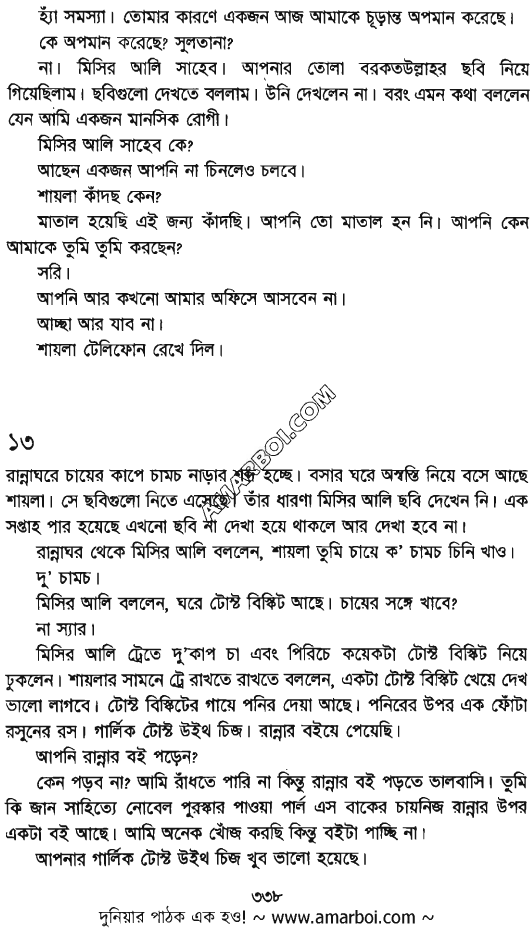 হ্যাঁ সমস্যা। তোমার কারণে একজন আজ আমাকে চূড়ান্ত অপমান করেছে।
কে অপমান করেছে? সুলতানা?
না। মিসির আলি সাহেব। আপনার তোলা বরকতউল্লাহর ছবি নিয়ে
গিয়েছিলাম। ছবিগুলো দেখতে বললাম। উনি দেখলেন না। বরং এমন কথা বললেন
যেন আমি একজন মানসিক রোগী।
মিসির আলি সাহেব কে?
আছেন একজন আপনি না চিনলেও চলবে।
শায়লা কাঁদছ কেন?
মাতাল হয়েছি এই জন্য কাঁদছি। আপনি তো মাতাল হন নি। আপনি কেন
আমাকে তুমি তুমি করছেন?
সরি।
আপনি আর কখনো আমার অফিসে আসবেন না।
আচ্ছা আর যাব না।
শায়লা টেলিফোন রেখে দিল।
১৩
রান্নাঘরে চায়ের কাপে চামচ নাড়ার শব্দ হচ্ছে। বসার ঘরে অস্বস্তি নিয়ে বসে আছে
শায়লা। সে ছবিগুলো নিতে এসেছে। তাঁর ধারণা মিসির আলি ছবি দেখেন নি। এক
সপ্তাহ পার হয়েছে এখনো ছবি না দেখা হয়ে থাকলে আর দেখা হবে না।
রান্নাঘর থেকে মিসির আলি বললেন, শায়লা তুমি চায়ে ক' চামচ চিনি খাও।
দু' চামচ।
মিসির আলি বললেন, ঘরে টোস্ট বিস্কিট আছে। চায়ের সঙ্গে খাবে?
না স্যার।
মিসির আলি ট্রেতে দু'কাপ চা এবং পিরিচে কয়েকটা টোস্ট বিস্কিট নিয়ে
ঢুকলেন। শায়লার সামনে ট্রে রাখতে রাখতে বললেন, একটা টোস্ট বিস্কিট খেয়ে দেখ
ভালো লাগবে। টোস্ট বিস্কিটের গায়ে পনির দেয়া আছে। পনিরের উপর এক ফোঁটা
রসুনের রস। গার্লিক টোস্ট উইথ চিজ। রান্নার বইয়ে পেয়েছি।
আপনি রান্নার বই পড়েন?
কেন পড়ব না? আমি রাঁধতে পারি না কিন্তু রান্নার বই পড়তে ভালবাসি। তুমি
কি জান সাহিত্যে নোবেল পুরস্কার পাওয়া পার্ল এস বাকের চায়নিজ রান্নার উপর
একটা বই আছে। আমি অনেক খোঁজ করছি কিন্তু বইটা পাচ্ছি না।
আপনার গার্লিক টোস্ট উইথ চিজ খুব ভালো হয়েছে।
AMARBOI.COM
৩৩৮
দুনিয়ার পাঠক এক হও! ~ www.amarboi.com ~